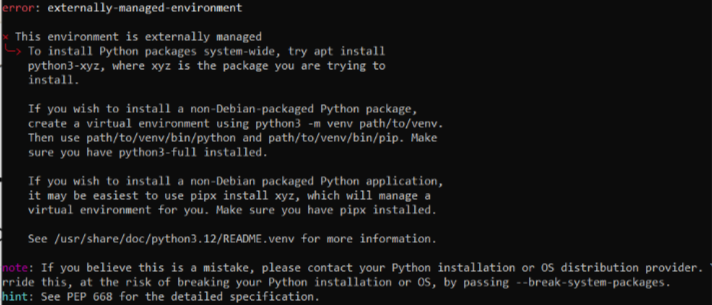 error: externally-managed-environment
× This environment is externally managed
╰─> To install Python packages system-wide, try apt install
python3-xyz, where xyz is the package you are trying to
install.
If you wish to install a non-Debian-packaged Python package,
create a virtual environment using python3 -m venv path/to/venv.
Then use path/to/venv/bin/python and path/to/venv/bin/pip. Make
sure you have python3-full installed.
If you wish to install a non-Debian packaged Python application,
it may be easiest to use pipx install xyz, which will manage a
virtual environment for you. Make sure you have pipx installed.
See /usr/share/doc/python3.12/README.venv for more information.
note: If you believe this is a mistake, please contact your Python installation or OS distribution provider.
rride this, at the risk of breaking your Python installation or OS, by passing --break-system-packages.
hint: See PEP 668 for the detailed specification.